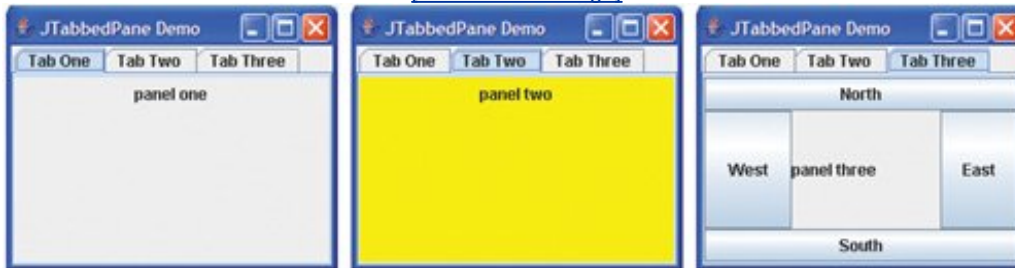 JTabbedPane Demo
Tab One Tab Two Tab Three
panel one
JTabbedPane Demo
Tab One Tab Two Tab Three
panel two
JTabbedPane Demo
Tab One Tab Two Tab Three
North
West panel three East
South